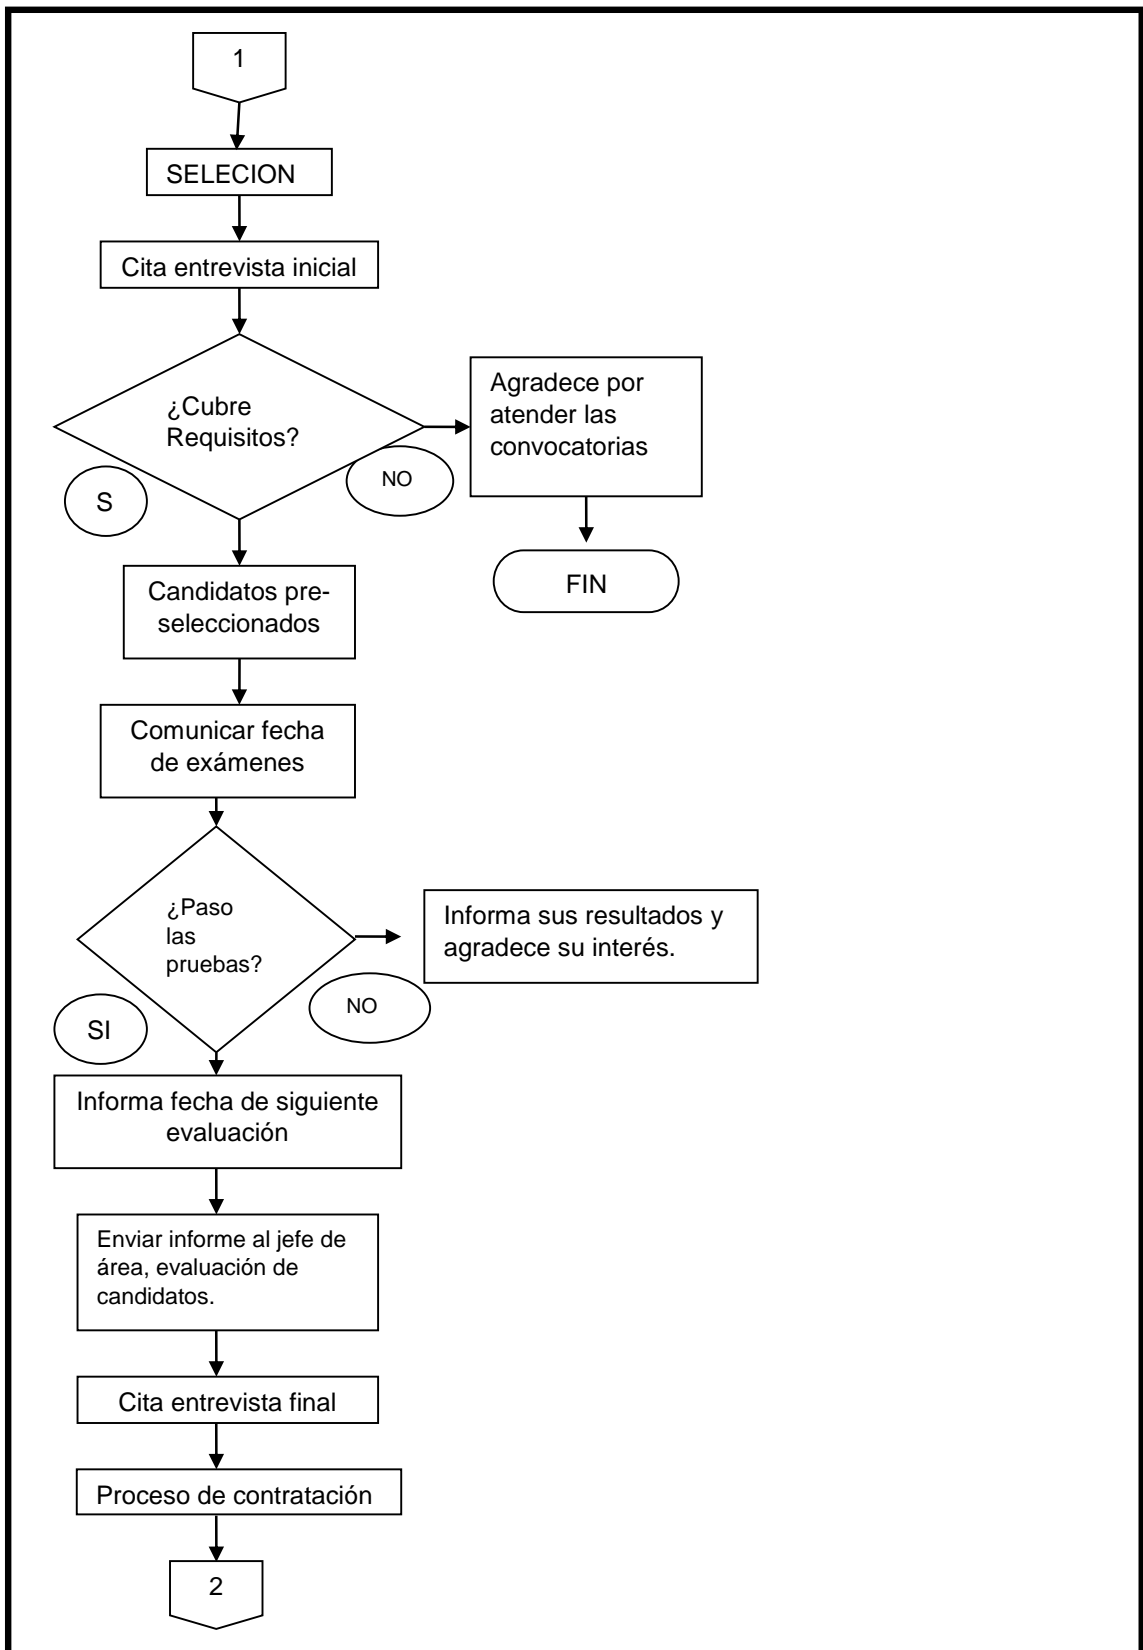 1
SELECION
Cita entrevista inicial
¿Cubre
Requisitos?
Agradece por
atender las
convocatorias
S
NO
FIN
Candidatos pre-
seleccionados
Comunicar fecha
de exámenes
¿Paso
las
pruebas?
Informa sus resultados y
agradece su interés.
SI
NO
Informa fecha de siguiente
evaluación
Enviar informe al jefe de
área, evaluación de
candidatos.
Cita entrevista final
Proceso de contratación
2